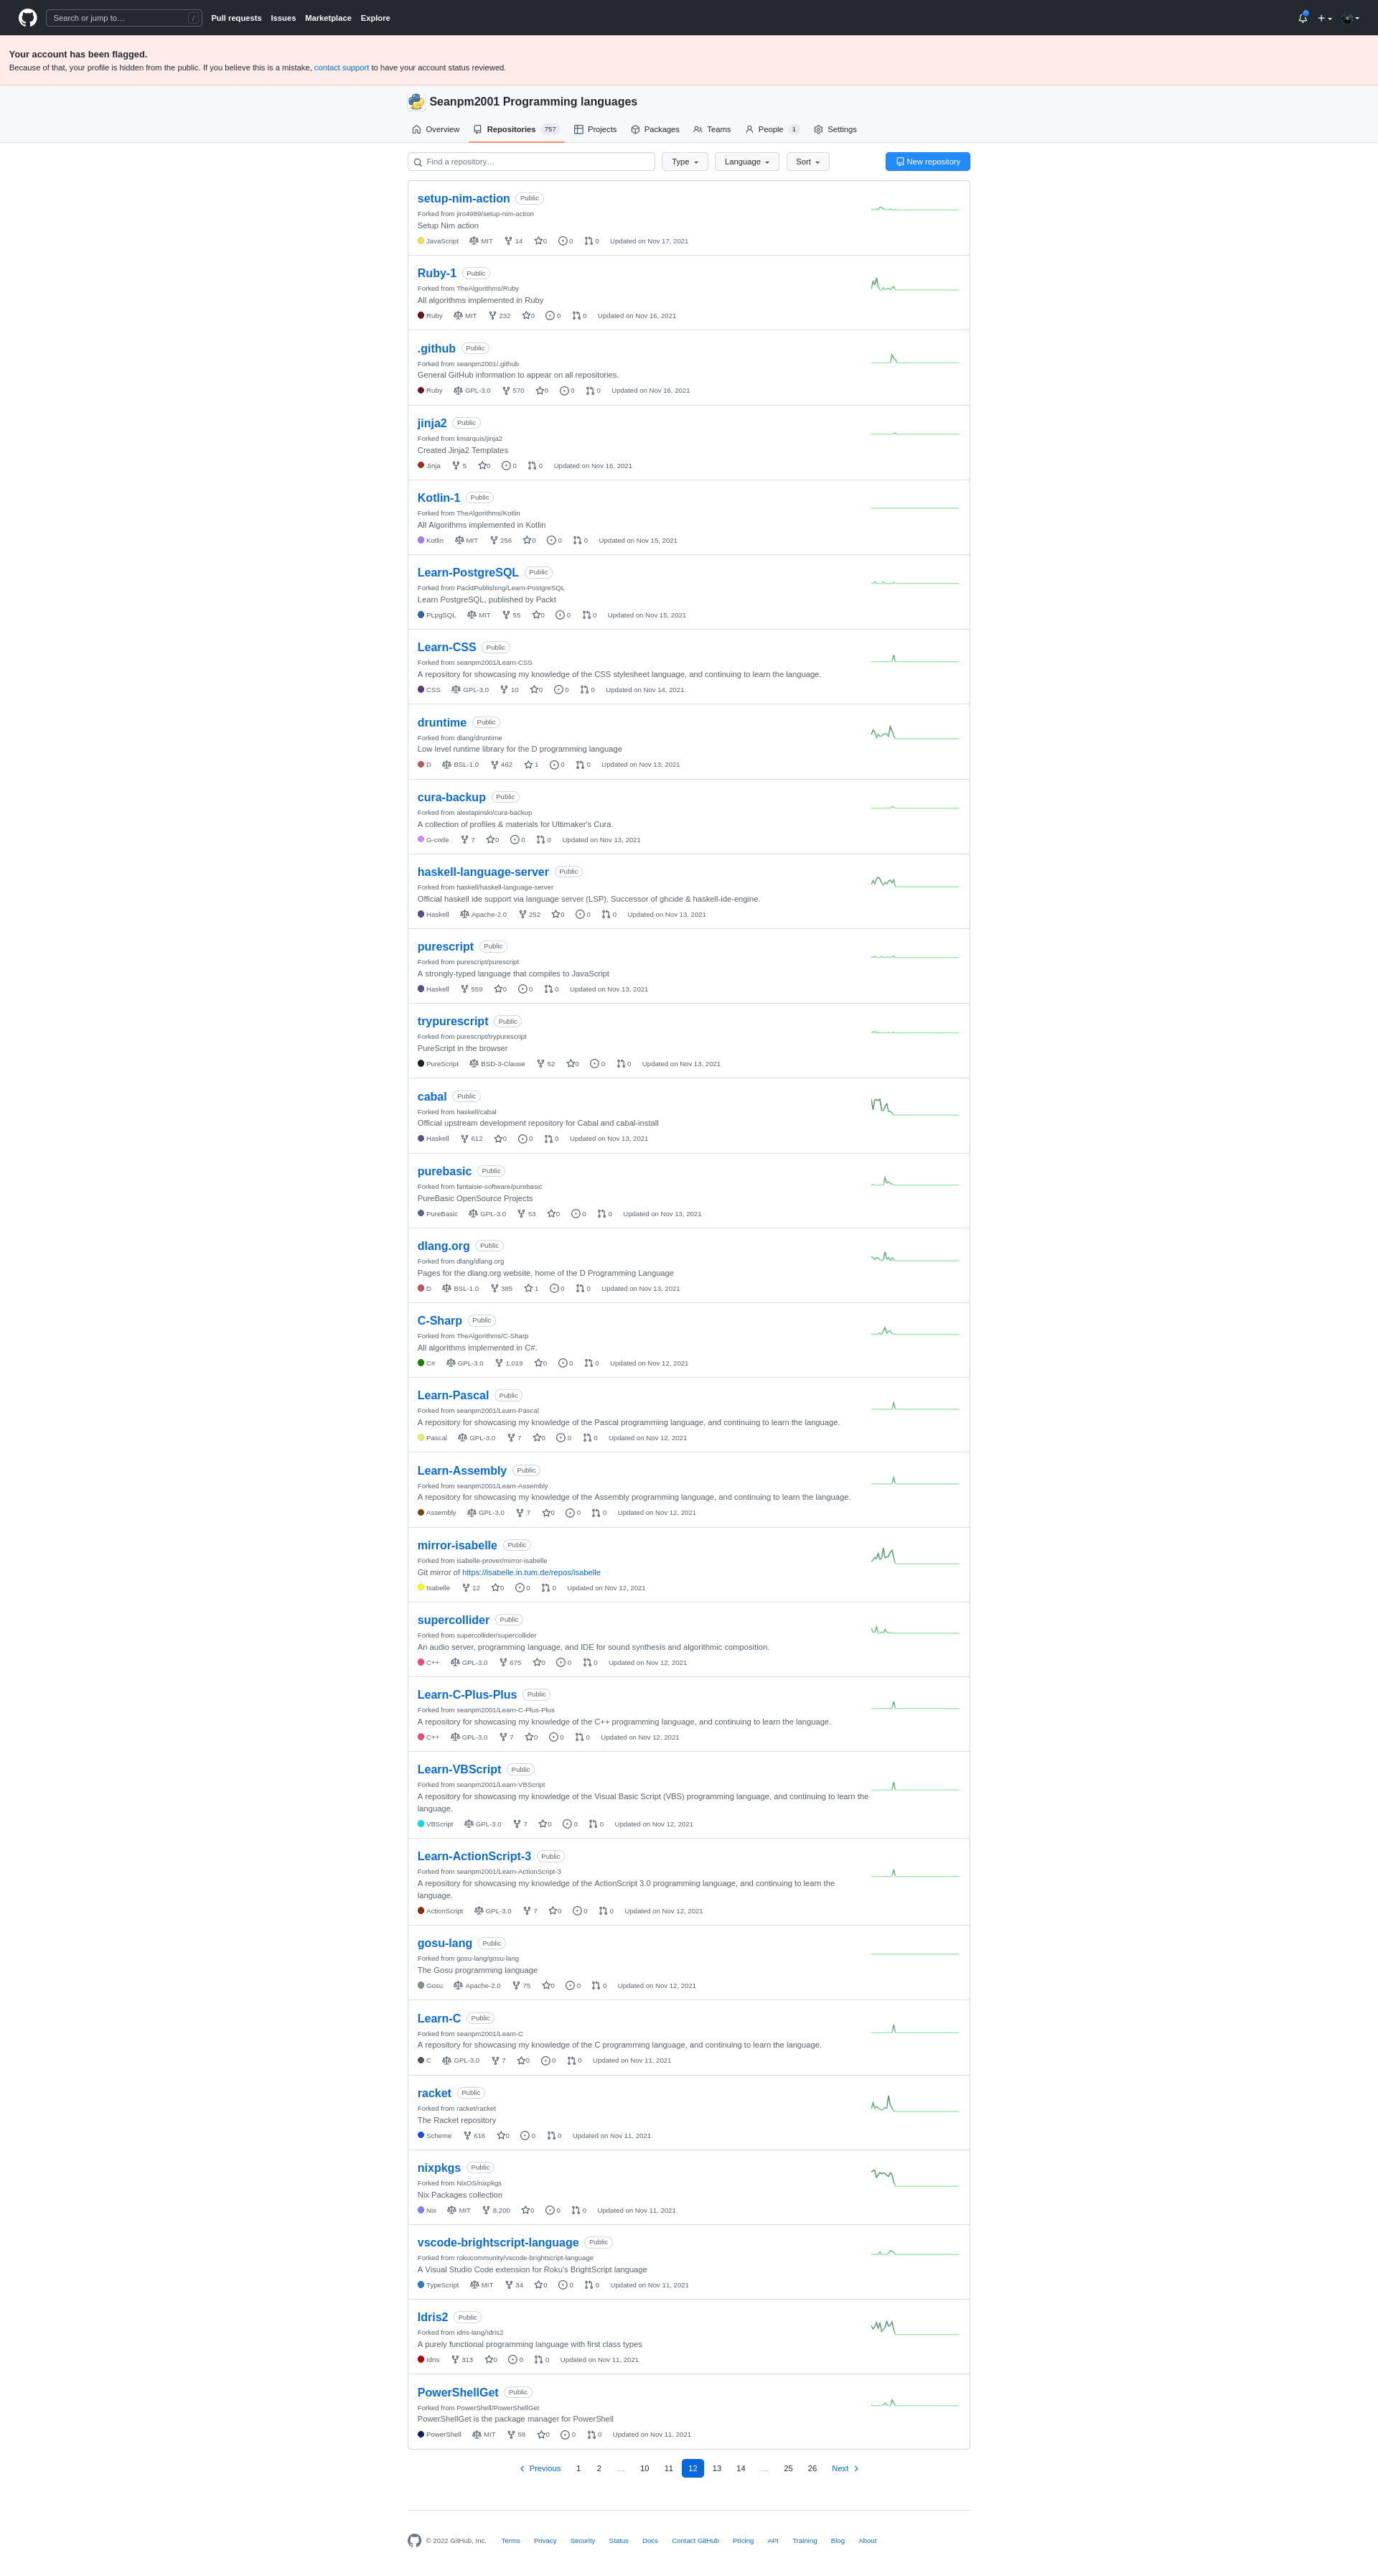 Search or jump to… /
Pull requests Issues Marketplace Explore
Your account has been flagged.
Because of that, your profile is hidden from the public. If you believe this is a mistake, contact support to have your account status reviewed.
Seanpm2001 Programming languages
Overview Repositories 757 Projects Packages Teams People 1 Settings
Find a repository… Type Language Sort New repository
setup-nim-action Public
Forked from jiro4989/setup-nim-action
Setup Nim action
JavaScript MIT 14 0 0 0 Updated on Nov 17, 2021
Ruby-1 Public
Forked from TheAlgorithms/Ruby
All algorithms implemented in Ruby
Ruby MIT 232 0 0 0 Updated on Nov 16, 2021
.github Public
Forked from seanpm2001/.github
General GitHub information to appear on all repositories.
Ruby GPL-3.0 570 0 0 0 Updated on Nov 16, 2021
jinja2 Public
Forked from kmarquis/jinja2
Created Jinja2 Templates
Jinja 5 0 0 0 Updated on Nov 16, 2021
Kotlin-1 Public
Forked from TheAlgorithms/Kotlin
All Algorithms implemented in Kotlin
Kotlin MIT 256 0 0 0 Updated on Nov 15, 2021
Learn-PostgreSQL Public
Forked from PacktPublishing/Learn-PostgreSQL
Learn PostgreSQL, published by Packt
PLpgSQL MIT 55 0 0 0 Updated on Nov 15, 2021
Learn-CSS Public
Forked from seanpm2001/Learn-CSS
A repository for showcasing my knowledge of the CSS stylesheet language, and continuing to learn the language.
CSS GPL-3.0 10 0 0 0 Updated on Nov 14, 2021
druntime Public
Forked from dlang/druntime
Low level runtime library for the D programming language
D BSL-1.0 462 1 0 0 Updated on Nov 13, 2021
cura-backup Public
Forked from alexlapinski/cura-backup
A collection of profiles & materials for Ultimaker's Cura.
G-code 7 0 0 0 Updated on Nov 13, 2021
haskell-language-server Public
Forked from haskell/haskell-language-server
Official haskell ide support via language server (LSP). Successor of ghcide & haskell-ide-engine.
Haskell Apache-2.0 252 0 0 0 Updated on Nov 13, 2021
purescript Public
Forked from purescript/purescript
A strongly-typed language that compiles to JavaScript
Haskell 559 0 0 0 Updated on Nov 13, 2021
trypurescript Public
Forked from purescript/trypurescript
PureScript in the browser
PureScript BSD-3-Clause 52 0 0 0 Updated on Nov 13, 2021
cabal Public
Forked from haskell/cabal
Official upstream development repository for Cabal and cabal-install
Haskell 612 0 0 0 Updated on Nov 13, 2021
purebasic Public
Forked from fantaisie-software/purebasic
PureBasic OpenSource Projects
PureBasic GPL-3.0 53 0 0 0 Updated on Nov 13, 2021
dlang.org Public
Forked from dlang/dlang.org
Pages for the dlang.org website, home of the D Programming Language
D BSL-1.0 385 1 0 0 Updated on Nov 13, 2021
C-Sharp Public
Forked from TheAlgorithms/C-Sharp
All algorithms implemented in C#.
C# GPL-3.0 1,019 0 0 0 Updated on Nov 12, 2021
Learn-Pascal Public
Forked from seanpm2001/Learn-Pascal
A repository for showcasing my knowledge of the Pascal programming language, and continuing to learn the language.
Pascal GPL-3.0 7 0 0 0 Updated on Nov 12, 2021
Learn-Assembly Public
Forked from seanpm2001/Learn-Assembly
A repository for showcasing my knowledge of the Assembly programming language, and continuing to learn the language.
Assembly GPL-3.0 7 0 0 0 Updated on Nov 12, 2021
mirror-isabelle Public
Forked from isabelle-prover/mirror-isabelle
Git mirror of https://isabelle.in.tum.de/repos/isabelle
Isabelle 12 0 0 0 Updated on Nov 12, 2021
supercollider Public
Forked from supercollider/supercollider
An audio server, programming language, and IDE for sound synthesis and algorithmic composition.
C++ GPL-3.0 675 0 0 0 Updated on Nov 12, 2021
Learn-C-Plus-Plus Public
Forked from seanpm2001/Learn-C-Plus-Plus
A repository for showcasing my knowledge of the C++ programming language, and continuing to learn the language.
C++ GPL-3.0 7 0 0 0 Updated on Nov 12, 2021
Learn-VBScript Public
Forked from seanpm2001/Learn-VBScript
A repository for showcasing my knowledge of the Visual Basic Script (VBS) programming language, and continuing to learn the
language.
VBScript GPL-3.0 7 0 0 0 Updated on Nov 12, 2021
Learn-ActionScript-3 Public
Forked from seanpm2001/Learn-ActionScript-3
A repository for showcasing my knowledge of the ActionScript 3.0 programming language, and continuing to learn the
language.
ActionScript GPL-3.0 7 0 0 0 Updated on Nov 12, 2021
gosu-lang Public
Forked from gosu-lang/gosu-lang
The Gosu programming language
Gosu Apache-2.0 75 0 0 0 Updated on Nov 12, 2021
Learn-C Public
Forked from seanpm2001/Learn-C
A repository for showcasing my knowledge of the C programming language, and continuing to learn the language.
C GPL-3.0 7 0 0 0 Updated on Nov 11, 2021
racket Public
Forked from racket/racket
The Racket repository
Scheme 616 0 0 0 Updated on Nov 11, 2021
nixpkgs Public
Forked from NixOS/nixpkgs
Nix Packages collection
Nix MIT 8,200 0 0 0 Updated on Nov 11, 2021
vscode-brightscript-language Public
Forked from rokucommunity/vscode-brightscript-language
A Visual Studio Code extension for Roku's BrightScript language
TypeScript MIT 34 0 0 0 Updated on Nov 11, 2021
Idris2 Public
Forked from idris-lang/Idris2
A purely functional programming language with first class types
Idris 313 0 0 0 Updated on Nov 11, 2021
PowerShellGet Public
Forked from PowerShell/PowerShellGet
PowerShellGet is the package manager for PowerShell
PowerShell MIT 58 0 0 0 Updated on Nov 11, 2021
Previous 1 2 … 10 11 12 13 14 … 25 26 Next
© 2022 GitHub, Inc. Terms Privacy Security Status Docs Contact GitHub Pricing API Training Blog About